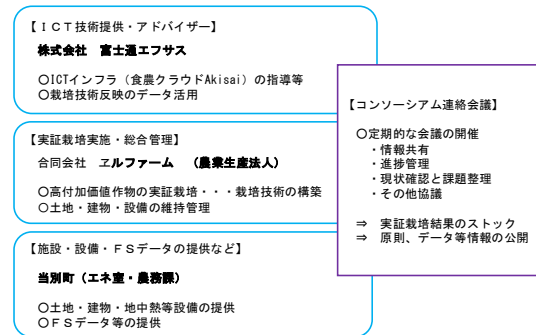 【ＩＣＴ技術提供・アドバイザー】
株式会社　富士通エフサス
○ICTインフラ（食農クラウドAkisai）の指導等
○栽培技術反映のデータ活用
【実証栽培実施・総合管理】
合同会社　ヱルファーム　（農業生産法人）
○高付加価値作物の実証栽培・・・栽培技術の構築
○土地・建物・設備の維持管理
【施設・設備・ＦＳデータの提供など】
当別町（エネ室・農務課）
○土地・建物・地中熱等設備の提供
○ＦＳデータ等の提供
【コンソーシアム連絡会議】
○定期的な会議の開催
・情報共有
・進捗管理
・現状確認と課題整理
・その他協議
⇒　実証栽培結果のストック
⇒　原則、データ等情報の公開